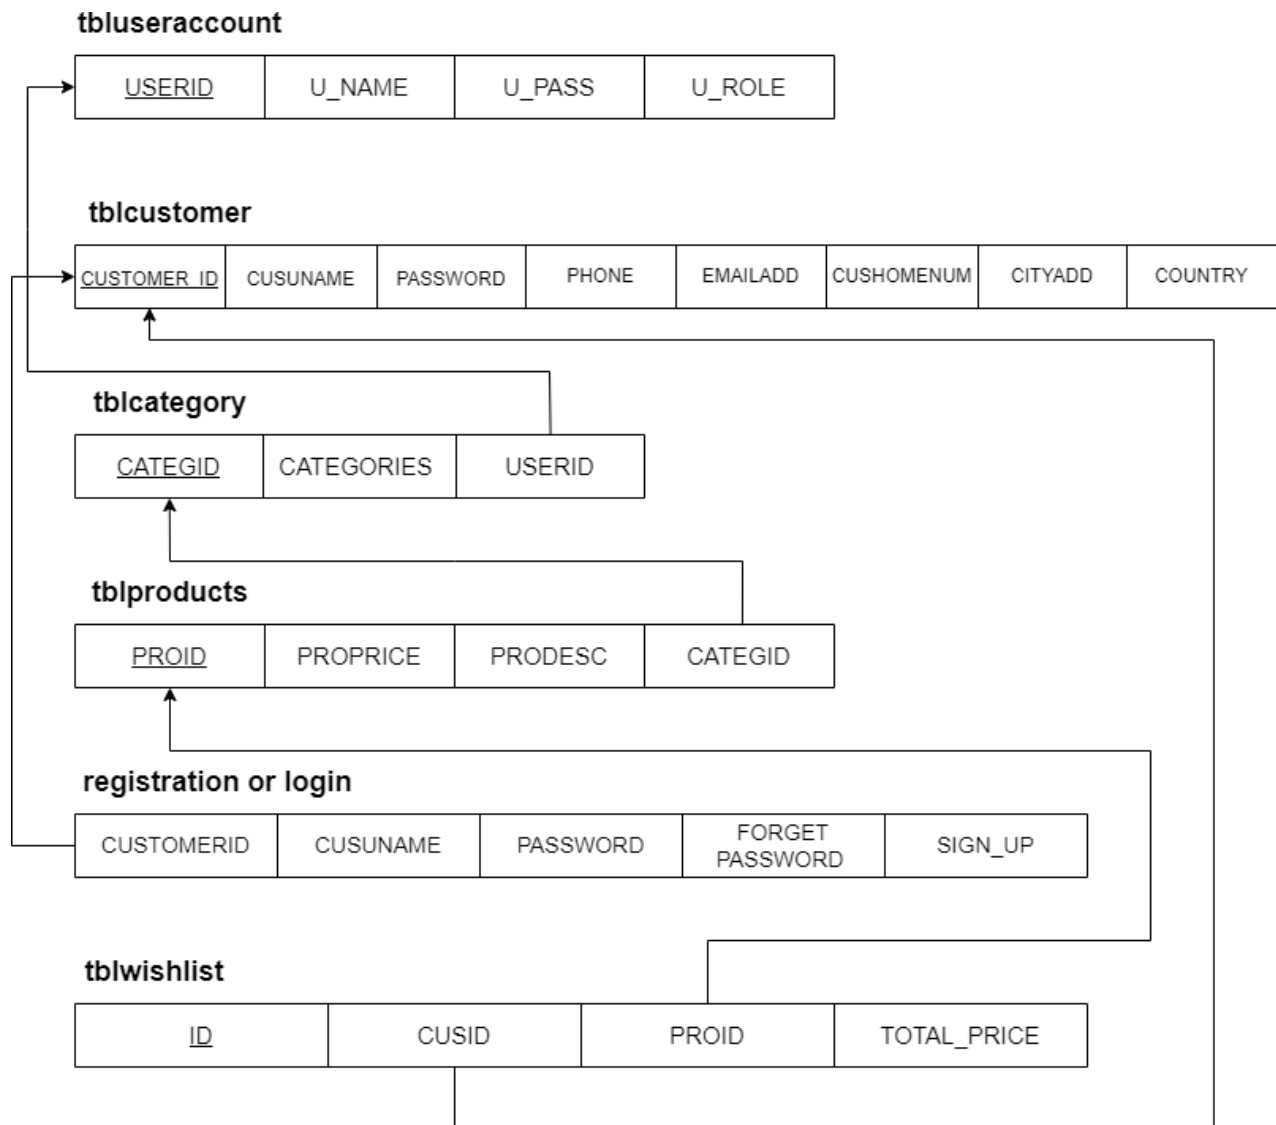 tbluseraccount
USERID U_NAME U_PASS U_ROLE
tblcustomer
CUSTOMER_ID CUSUNAME PASSWORD PHONE EMAILADD CUSHOMENUM CITYADD COUNTRY
tblcategory
CATEGID CATEGORIES USERID
tblproducts
PROID PROPRICE PRODESC CATEGID
registration or login
CUSTOMERID CUSUNAME PASSWORD FORGET
PASSWORD SIGN_UP
tblwishlist
ID CUSID PROID TOTAL_PRICE